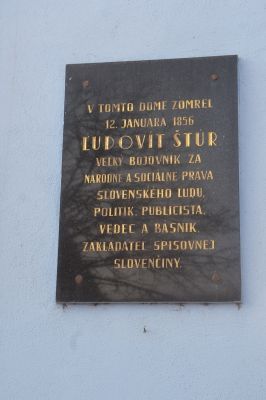 V TOMTO DOME ZOMREL
12. JANUÁRA 1856
ĽUDOVÍT ŠTÚR
VEĽKÝ BOJOVNÍK ZA
NÁRODNÉ A SOCIÁLNE PRÁVA
SLOVENSKÉHO ĽUDU,
POLITIK, PUBLICISTA,
VEDEC A BÁSNIK,
ZAKLADATEĽ SPISOVNEJ
SLOVENČINY.